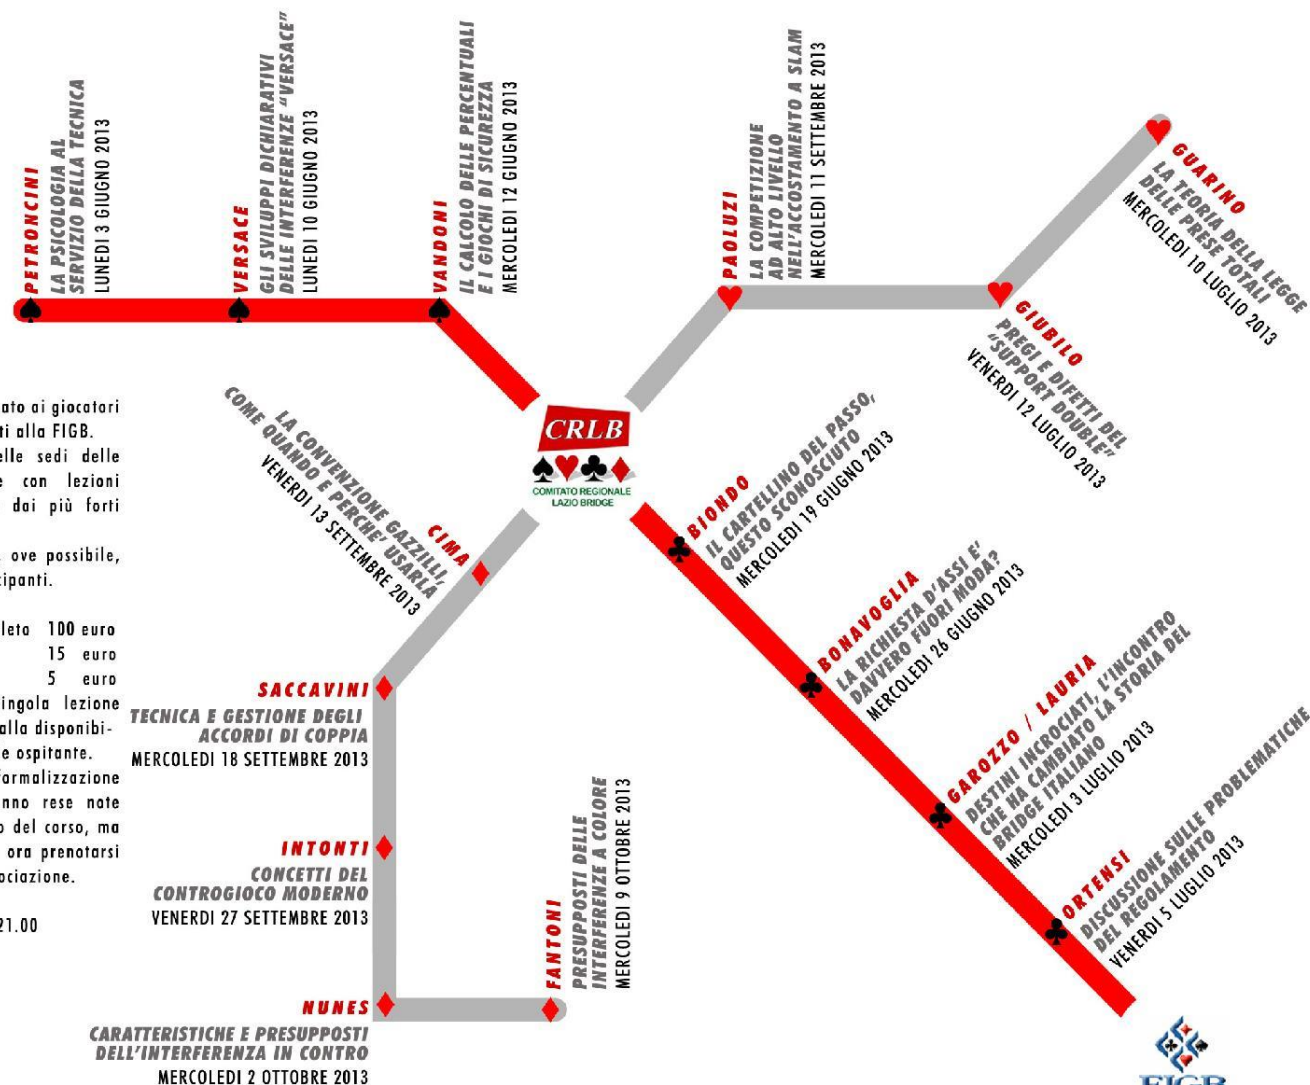 PETRONCINI
LA PSICOLOGIA AL
SERVIZIO DELLA TECNICA
LUNEDI 3 GIUGNO 2013
VERSACE
GLI SVILUPPI DICHIARATIVI
DELLE INTERFERENZE "VERSACE"
LUNEDI 10 GIUGNO 2013
VANDONI
IL CALCOLO DELLE PERCENTUALI
E I GIOCHI DI SICUREZZA
MERCOLEDI 12 GIUGNO 2013
PAOLUZI
LA COMPETIZIONE
AD ALTO LIVELLO
NELL'ACCOSTAMENTO A SLAM
MERCOLEDI 11 SETTEMBRE 2013
GUARINO
LA TEORIA DELLA LEGGE
DELLE PRESE TOTALI
MERCOLEDI 10 LUGLIO 2013
GIUBILO
PREGI E DIFETTI DEL
"SUPPORT DOUBLE"
VENERDI 12 LUGLIO 2013
ato ai giocatori
ti alla FIGB.
elle sedi delle
e con lezioni
dai più forti
ove possibile,
cipanti.
leta 100 euro
15 euro
5 euro
ingola lezione
alla disponibi-
e ospitante.
formalizzazione
nno rese note
o del corso, ma
ora prenotarsi
ociazione.
21.00
CRLB
COMITATO REGIONALE
LAZIO BRIDGE
CIMA
LA CONVENZIONE GAZZILLI,
COME QUANDO E PERCHE' USARLA
VENERDI 13 SETTEMBRE 2013
BIONDO
IL CARTELLINO DEL PASSO,
QUESTO SCONOSCIUTO
MERCOLEDI 19 GIUGNO 2013
BONAVOGLIA
LA RICHIESTA D'ASSI E'
DAVVERO FUORI MODA?
MERCOLEDI 26 GIUGNO 2013
GAROZZO / LAURIA
DESTINI INCROCIATI, L'INCONTRO
CHE HA CAMBIATO LA STORIA DEL
BRIDGE ITALIANO
MERCOLEDI 3 LUGLIO 2013
ORTENSI
DISCUSSIONE SULLE PROBLEMATICHE
DEL REGOLAMENTO
VENERDI 5 LUGLIO 2013
SACCAVINI
TECNICA E GESTIONE DEGLI
ACCORDI DI COPPIA
MERCOLEDI 18 SETTEMBRE 2013
INTONTI
CONCETTI DEL
CONTROGIOCO MODERNO
VENERDI 27 SETTEMBRE 2013
NUNES
CARATTERISTICHE E PRESUPPOSTI
DELL'INTERFERENZA IN CONTRO
MERCOLEDI 2 OTTOBRE 2013
FANTONI
PRESUPPOSTI DELLE
INTERFERENZE A COLORE
MERCOLEDI 9 OTTOBRE 2013
FIGB